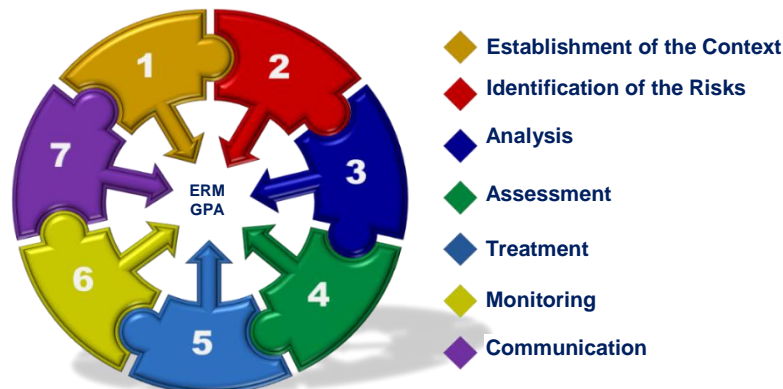 1
2
3
4
5
6
7
ERM
GPA
Establishment of the Context
Identification of the Risks
Analysis
Assessment
Treatment
Monitoring
Communication